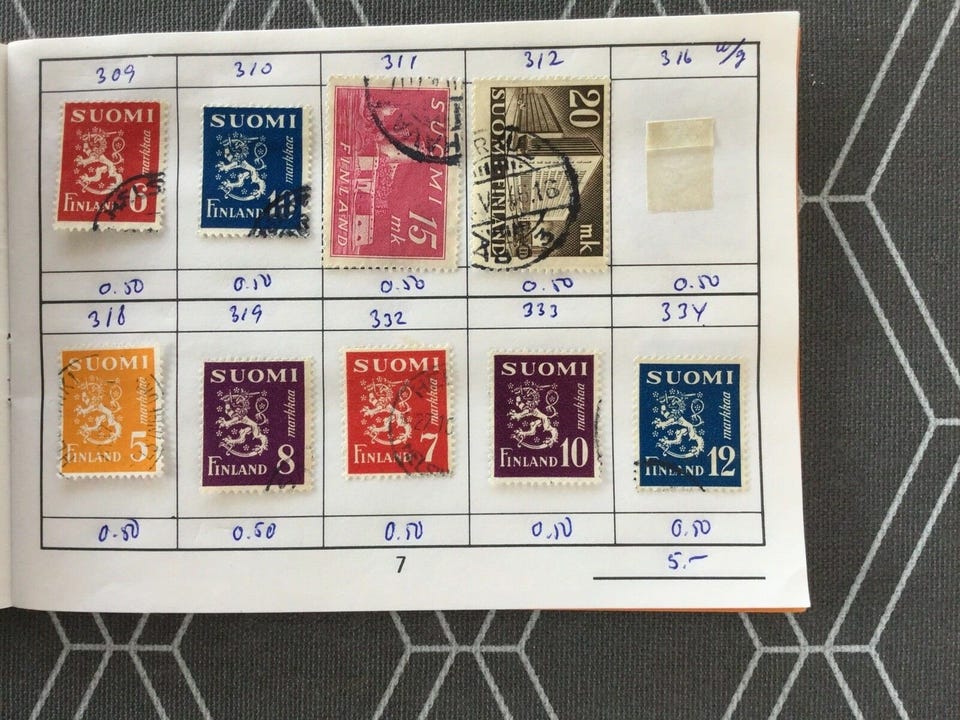 309 310 311 312 316 w/g
SUOMI
markkaa
FINLAND 6
SUOMI
markkaa
FINLAND 10
SUOMI
FINLAND
15
mk
20
mk
SUOMI FINLAND
0.50 0.50 0.50 0.50 0.50
318 319 332 333 334
SUOMI
markkaa
FINLAND 5
SUOMI
markkaa
FINLAND 8
SUOMI
markkaa
FINLAND 7
SUOMI
markkaa
FINLAND 10
SUOMI
markkaa
FINLAND 12
0.50 0.50 0.50 0.50 0.50
7
5.-